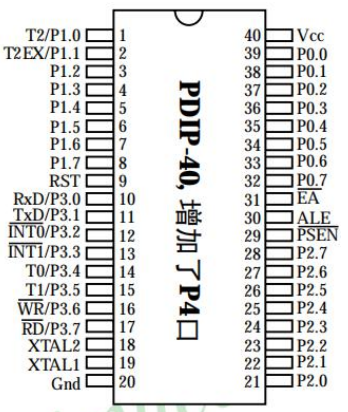 T2/P1.0 1 40 Vcc
T2EX/P1.1 2 39 P0.0
P1.2 3 38 P0.1
P1.3 4 37 P0.2
P1.4 5 36 P0.3
P1.5 6 35 P0.4
P1.6 7 34 P0.5
P1.7 8 33 P0.6
RST 9 32 P0.7
RxD/P3.0 10 31 EA
TxD/P3.1 11 30 ALE
INT0/P3.2 12 29 PSEN
INT1/P3.3 13 28 P2.7
T0/P3.4 14 27 P2.6
T1/P3.5 15 26 P2.5
WR/P3.6 16 25 P2.4
RD/P3.7 17 24 P2.3
XTAL2 18 23 P2.2
XTAL1 19 22 P2.1
Gnd 20 21 P2.0
PDIP-40, 增加了P4口